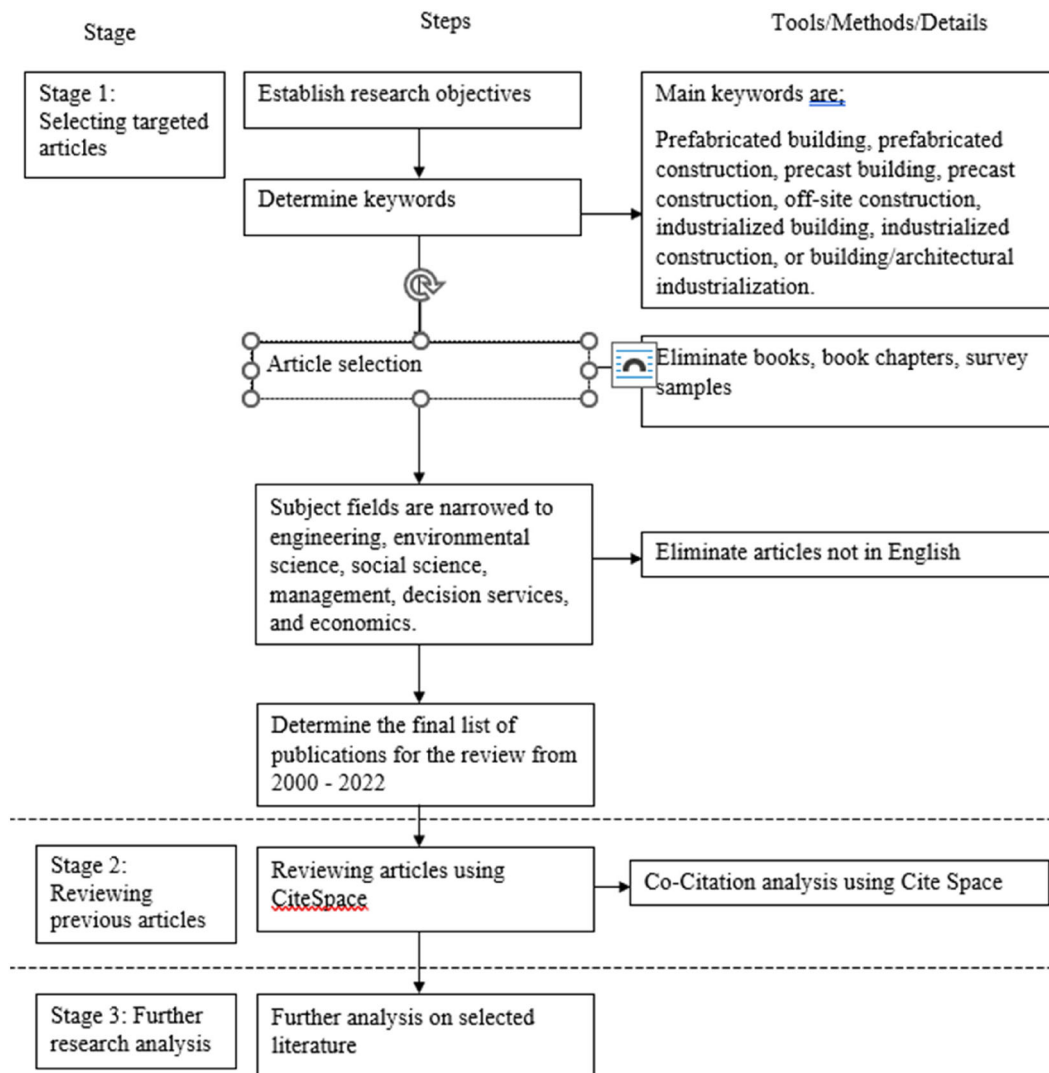 Stage
Steps
Tools/Methods/Details
Stage 1:
Selecting targeted
articles
Establish research objectives
Main keywords are;
Prefabricated building, prefabricated
construction, precast building, precast
construction, off-site construction,
industrialized building, industrialized
construction, or building/architectural
industrialization.
Determine keywords
Article selection
Eliminate books, book chapters, survey
samples
Subject fields are narrowed to
engineering, environmental
science, social science,
management, decision services,
and economics.
Eliminate articles not in English
Determine the final list of
publications for the review from
2000 - 2022
Stage 2:
Reviewing
previous articles
Reviewing articles using
CiteSpace
Co-Citation analysis using Cite Space
Stage 3: Further
research analysis
Further analysis on selected
literature